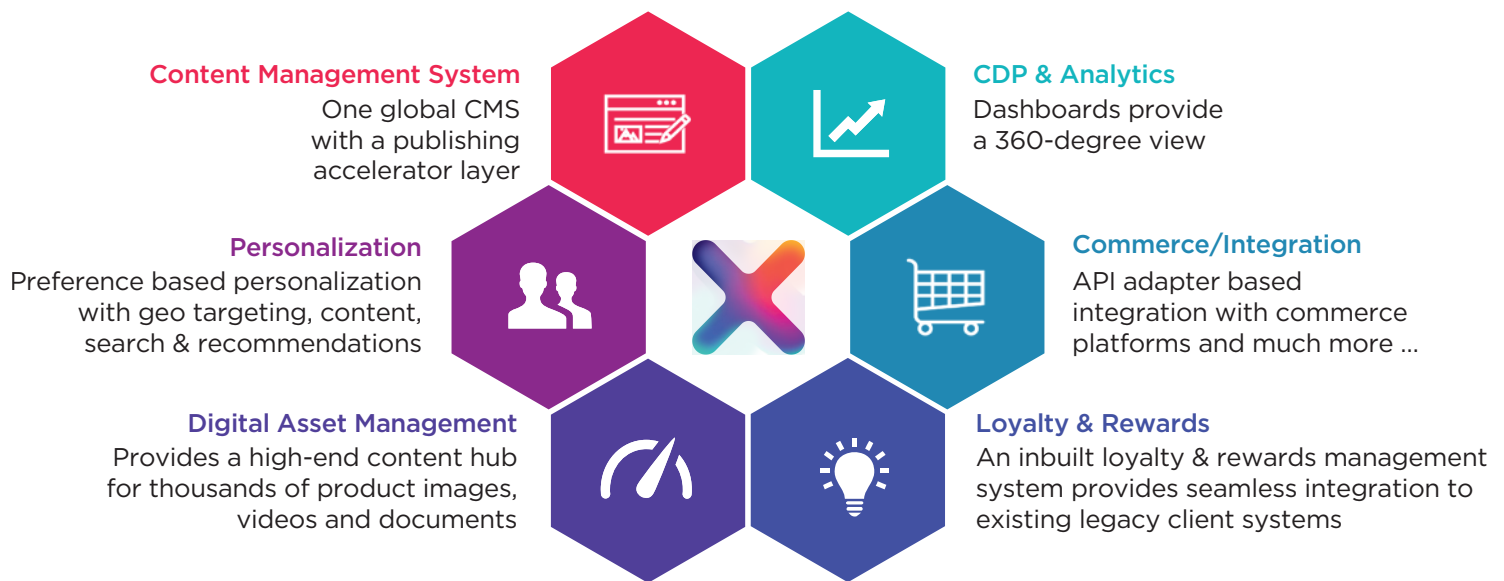 Content Management System
One global CMS
with a publishing
accelerator layer
CDP & Analytics
Dashboards provide
a 360-degree view
Personalization
Preference based personalization
with geo targeting, content,
search & recommendations
Commerce/Integration
API adapter based
integration with commerce
platforms and much more ...
Digital Asset Management
Provides a high-end content hub
for thousands of product images,
videos and documents
Loyalty & Rewards
An inbuilt loyalty & rewards management
system provides seamless integration to
existing legacy client systems